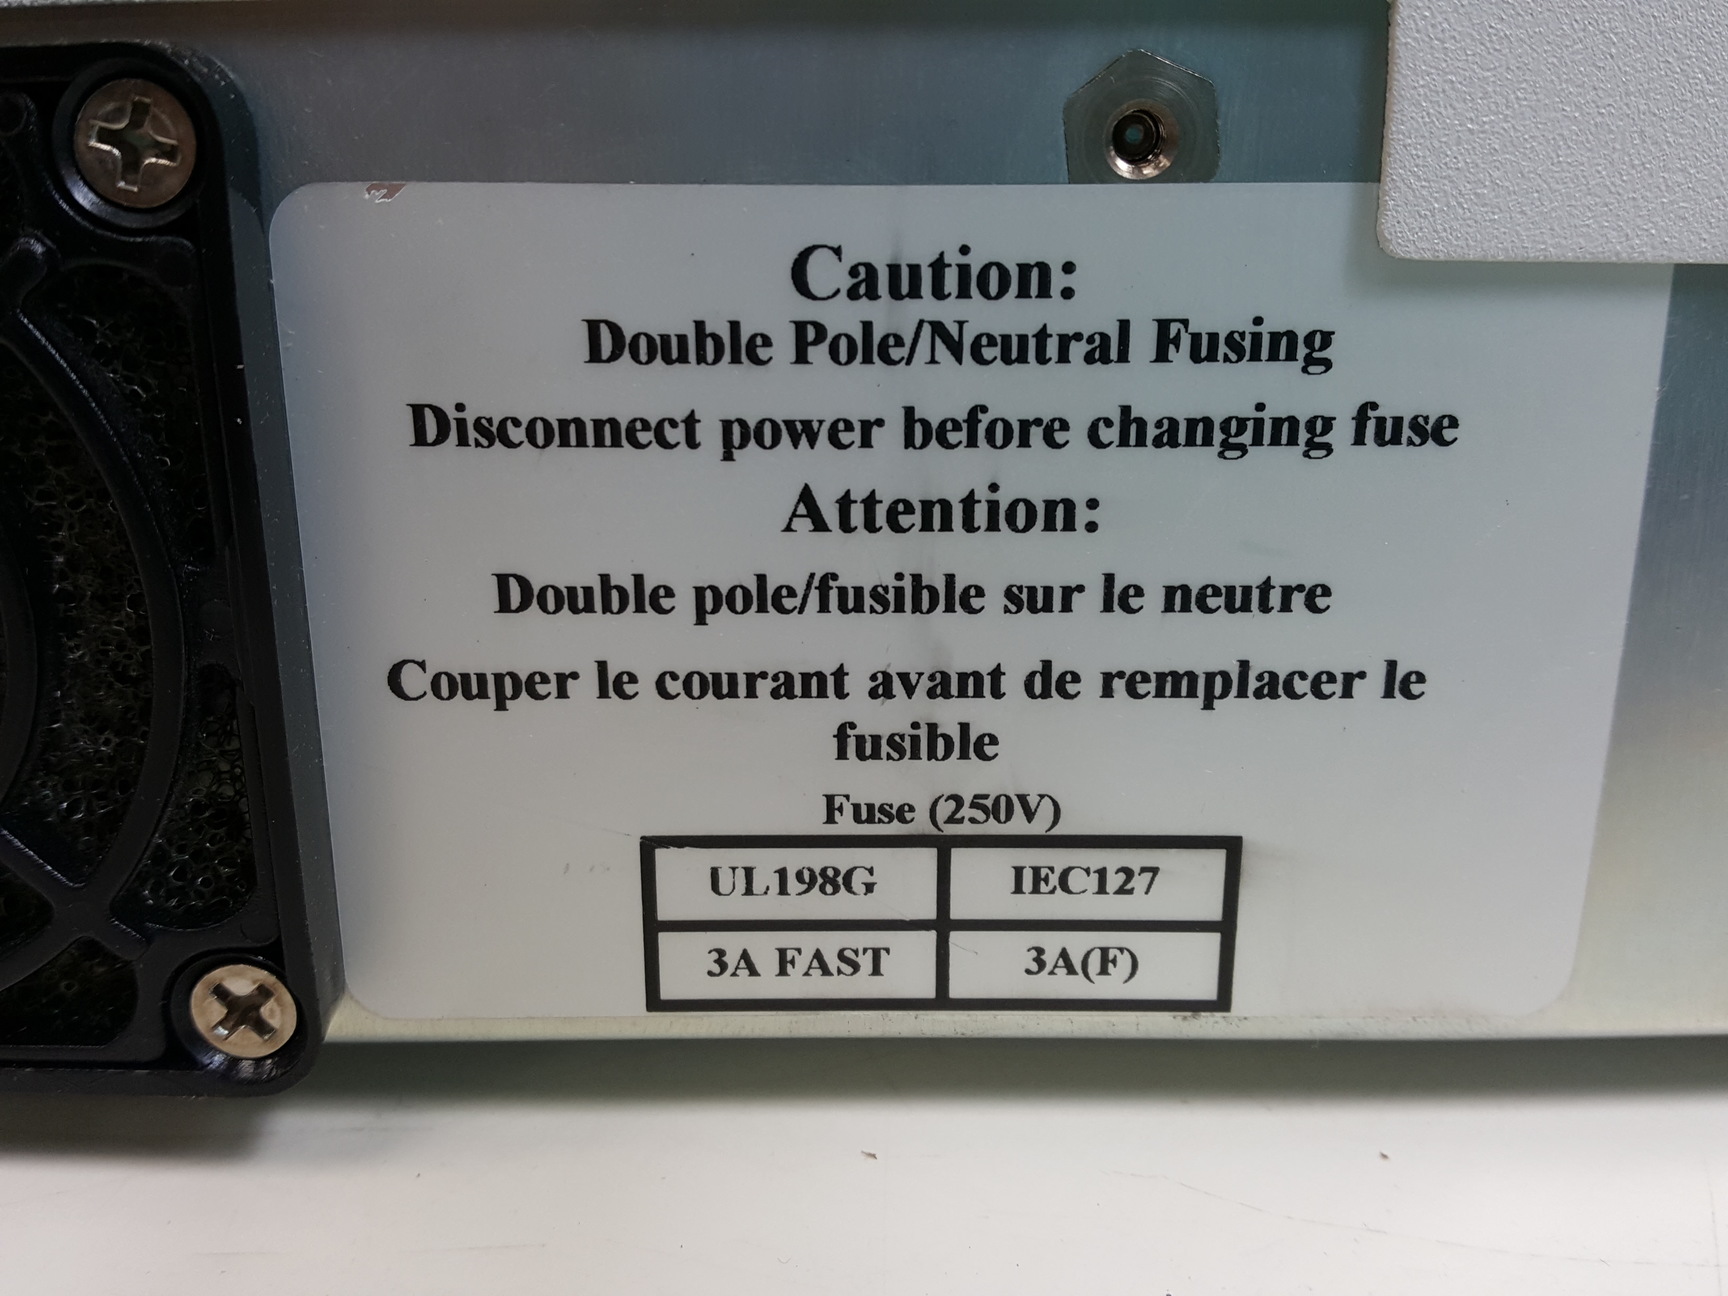 Caution:
Double Pole/Neutral Fusing
Disconnect power before changing fuse
Attention:
Double pole/fusible sur le neutre
Couper le courant avant de remplacer le
fusible
Fuse (250V)
UL198G IEC127
3A FAST 3A(F)